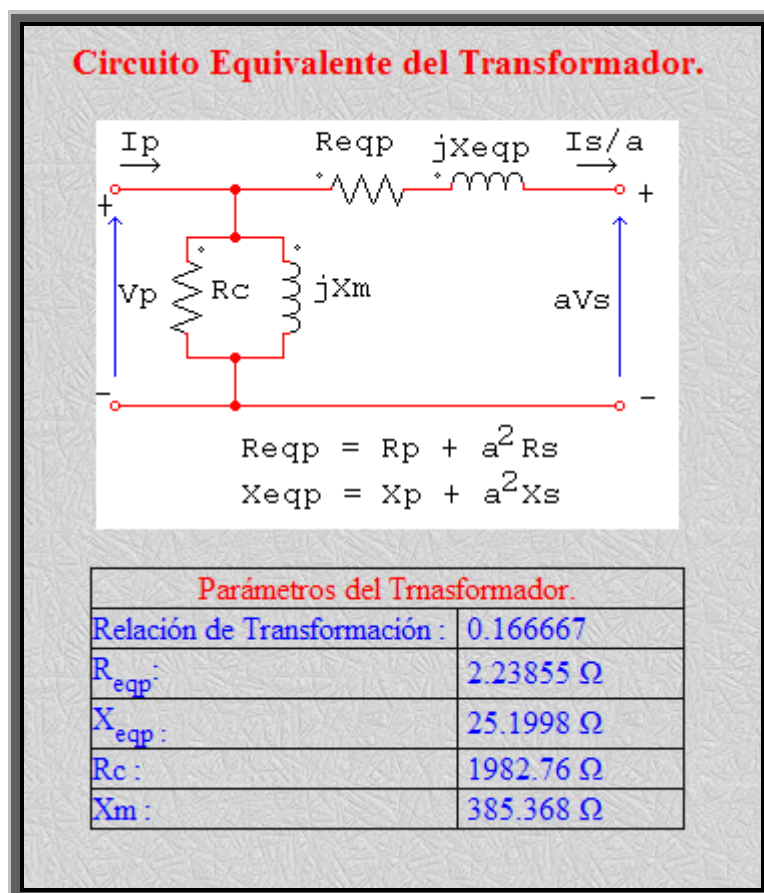 Circuito Equivalente del Transformador.
Ip Reqp jXeqp Is/a
+ +
Vp Rc jXm aVs
- -
Reqp = Rp + a²Rs
Xeqp = Xp + a²Xs
Parámetros del Trnasformador.
Relación de Transformación : 0.166667
Reqp: 2.23855 Ω
Xeqp : 25.1998 Ω
Rc : 1982.76 Ω
Xm : 385.368 Ω